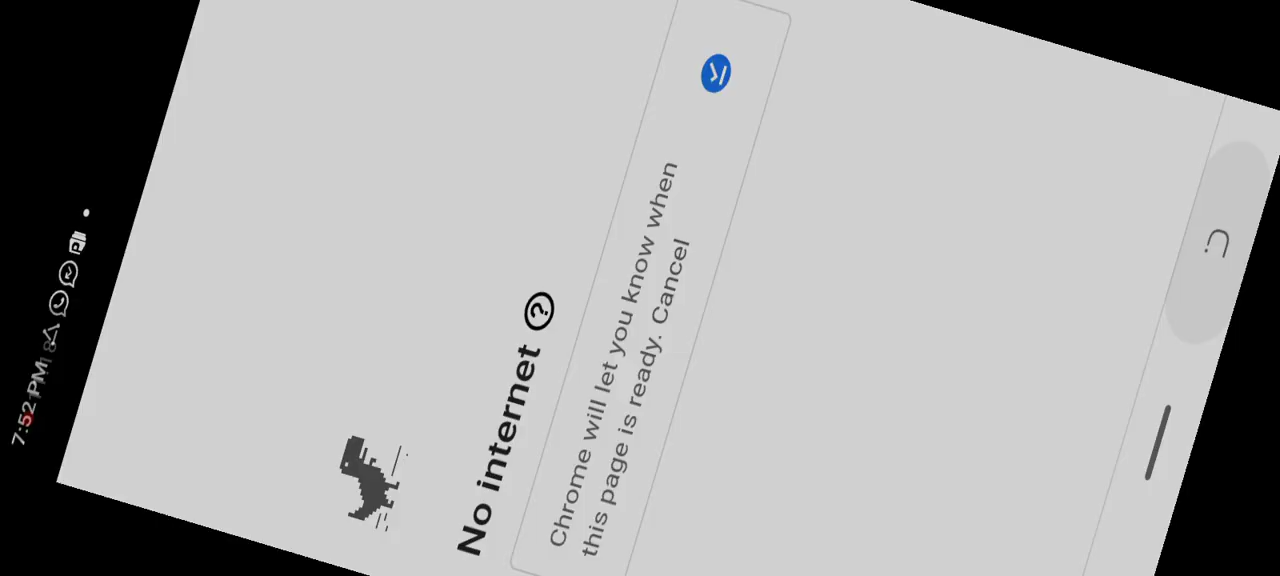 7:52 PM
No internet
Chrome will let you know when
this page is ready. Cancel